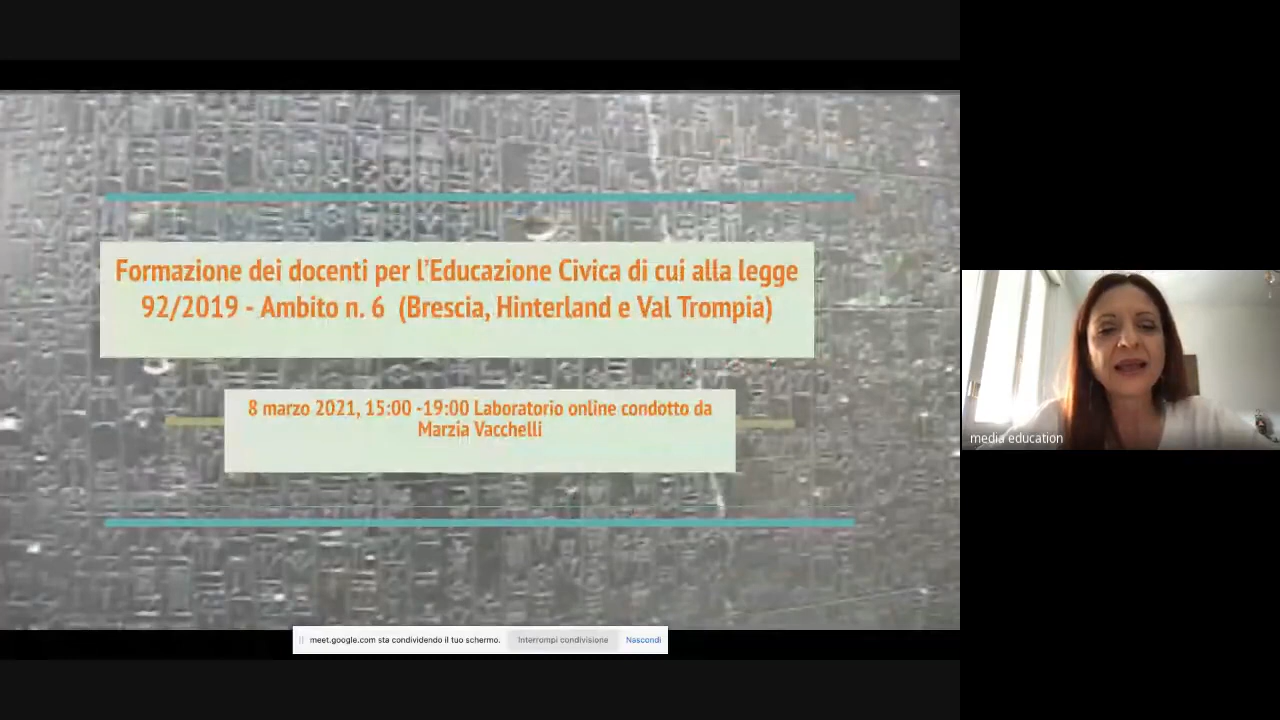 Formazione dei docenti per l’Educazione Civica di cui alla legge
92/2019 - Ambito n. 6 (Brescia, Hinterland e Val Trompia)
8 marzo 2021, 15:00 -19:00 Laboratorio online condotto da
Marzia Vacchelli
media education
meet.google.com sta condividendo il tuo schermo. Interrompi condivisione Nascondi